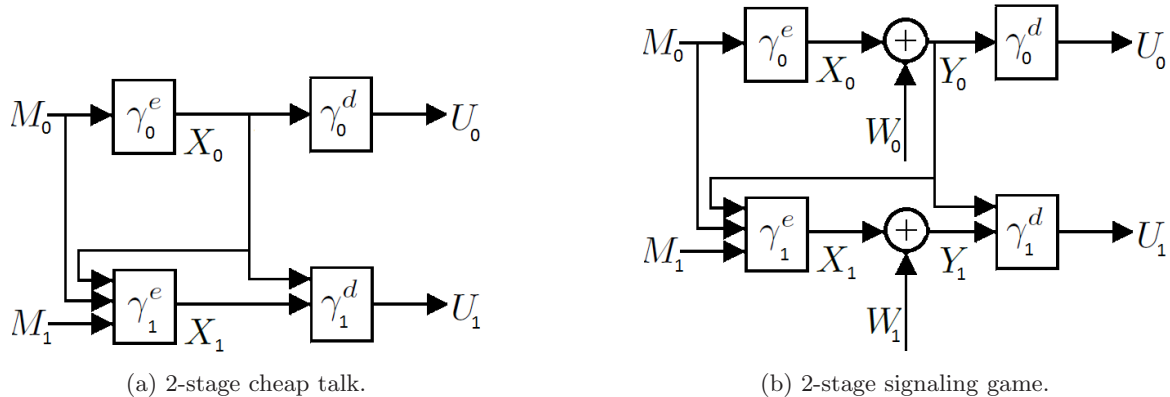 M₀ γ₀ᵉ X₀ γ₀ᵈ U₀
M₁ γ₁ᵉ X₁ γ₁ᵈ U₁
(a) 2-stage cheap talk.
M₀ γ₀ᵉ X₀ + Y₀ γ₀ᵈ U₀
W₀
M₁ γ₁ᵉ X₁ + Y₁ γ₁ᵈ U₁
W₁
(b) 2-stage signaling game.